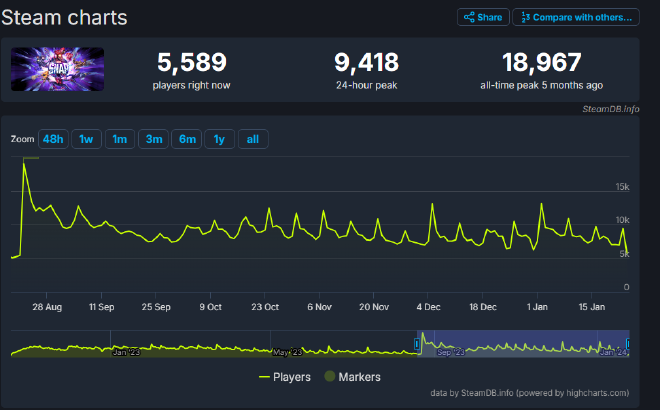 Steam charts
Share
Compare with others...
SNAP
5,589
players right now
9,418
24-hour peak
18,967
all-time peak 5 months ago
SteamDB.info
Zoom 48h 1w 1m 3m 6m 1y all
15k
10k
5k
0
28 Aug 11 Sep 25 Sep 9 Oct 23 Oct 6 Nov 20 Nov 4 Dec 18 Dec 1 Jan 15 Jan
Jan '23 May '23 Sep '23 Jan '24
Players Markers
data by SteamDB.info (powered by highcharts.com)